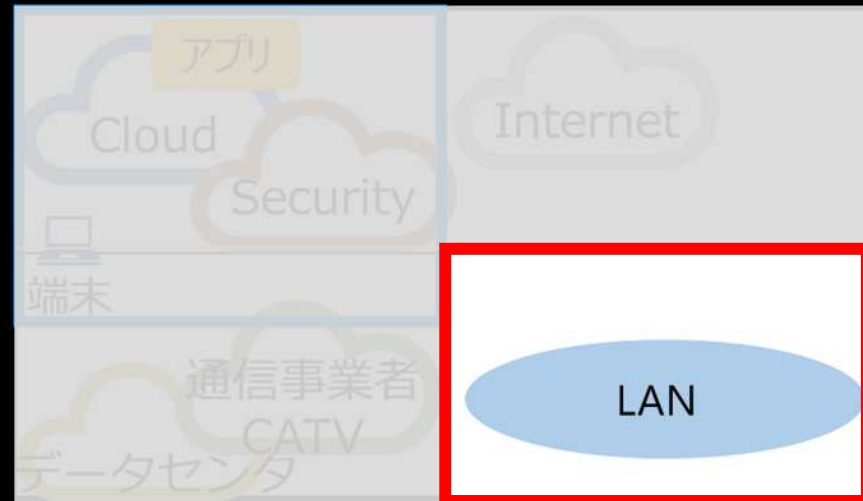 アプリ
Cloud
Internet
Security
端末
通信事業者
CATV
データセンタ
LAN